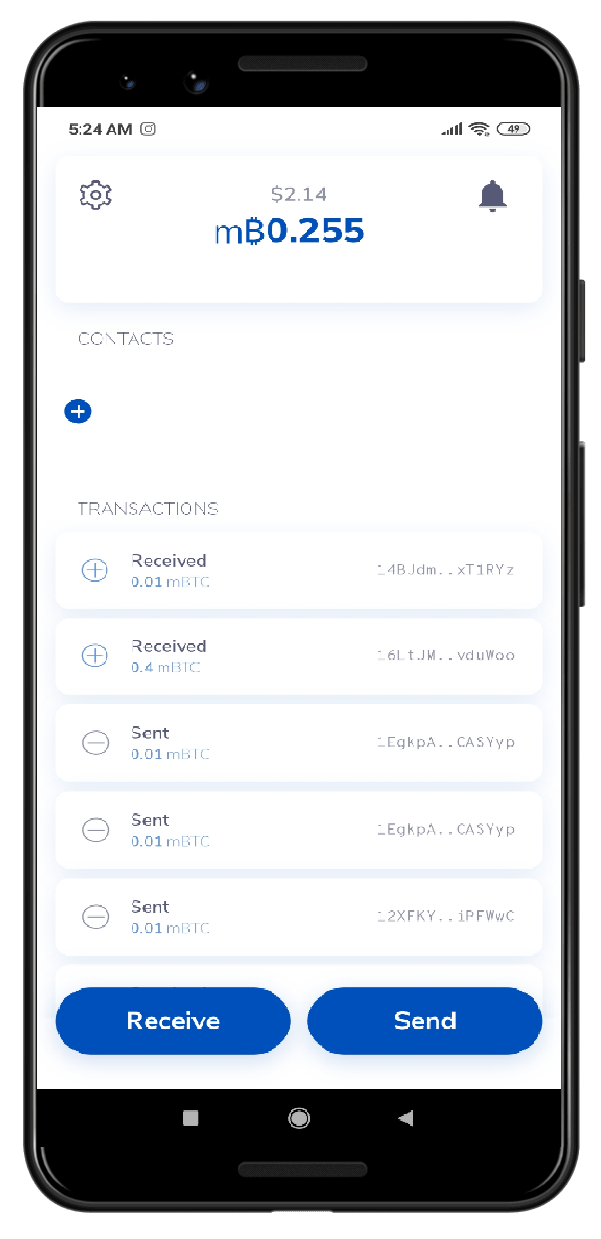 5:24 AM
49
$2.14
m₿0.255
CONTACTS
TRANSACTIONS
Received
0.01 mBTC
14BJdm..xT1RYz
Received
0.4 mBTC
16LtJM..vduWoo
Sent
0.01 mBTC
1EgkpA..CASYyp
Sent
0.01 mBTC
1EgkpA..CASYyp
Sent
0.01 mBTC
12XFKY..iPFWwC
Receive
Send